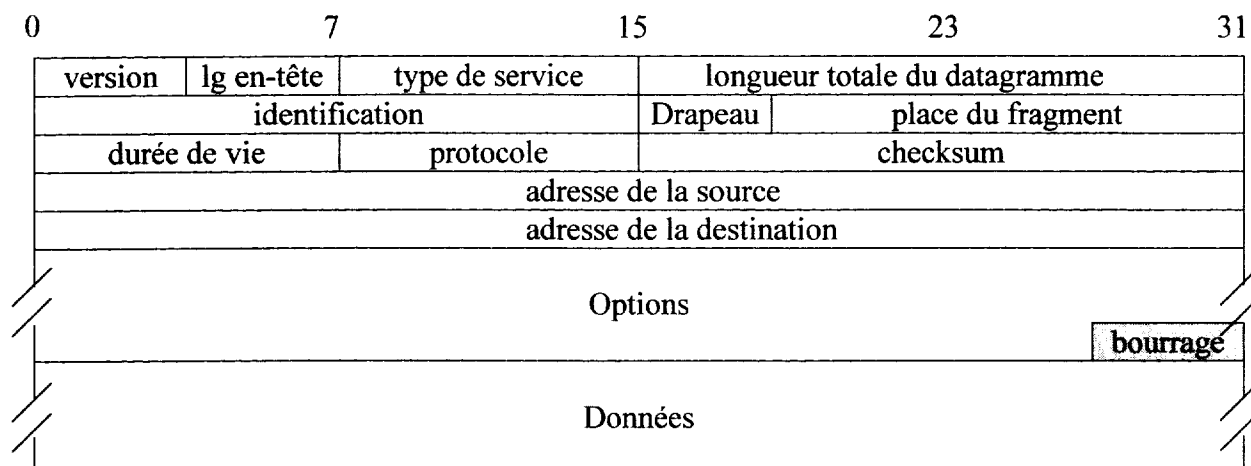 0 7 15 23 31
version lg en-tête type de service longueur totale du datagramme
identification Drapeau place du fragment
durée de vie protocole checksum
adresse de la source
adresse de la destination
Options
bourrage
Données